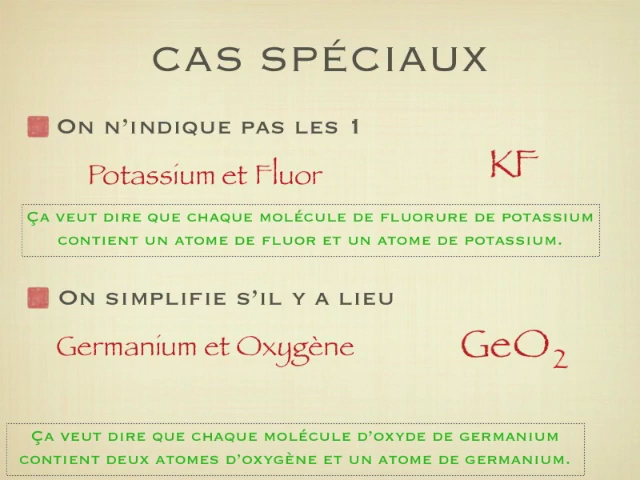 CAS SPÉCIAUX
ON N'INDIQUE PAS LES 1
Potassium et Fluor
KF
ÇA VEUT DIRE QUE CHAQUE MOLÉCULE DE FLUORURE DE POTASSIUM
CONTIENT UN ATOME DE FLUOR ET UN ATOME DE POTASSIUM.
ON SIMPLIFIE S'IL Y A LIEU
Germanium et Oxygène
GeO₂
ÇA VEUT DIRE QUE CHAQUE MOLÉCULE D'OXYDE DE GERMANIUM
CONTIENT DEUX ATOMES D'OXYGÈNE ET UN ATOME DE GERMANIUM.